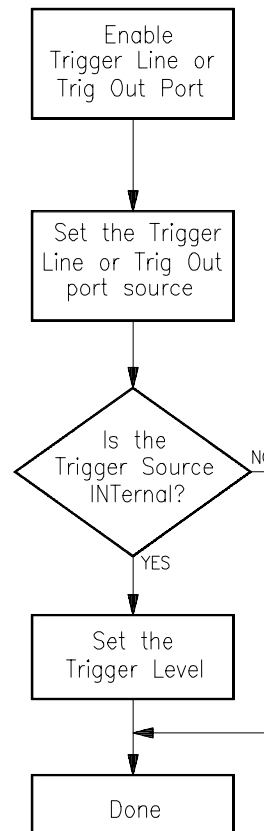 Enable
Trigger Line or
Trig Out Port
Set the Trigger
Line or Trig Out
port source
Is the
Trigger Source
INTernal?
NO
YES
Set the
Trigger Level
Done